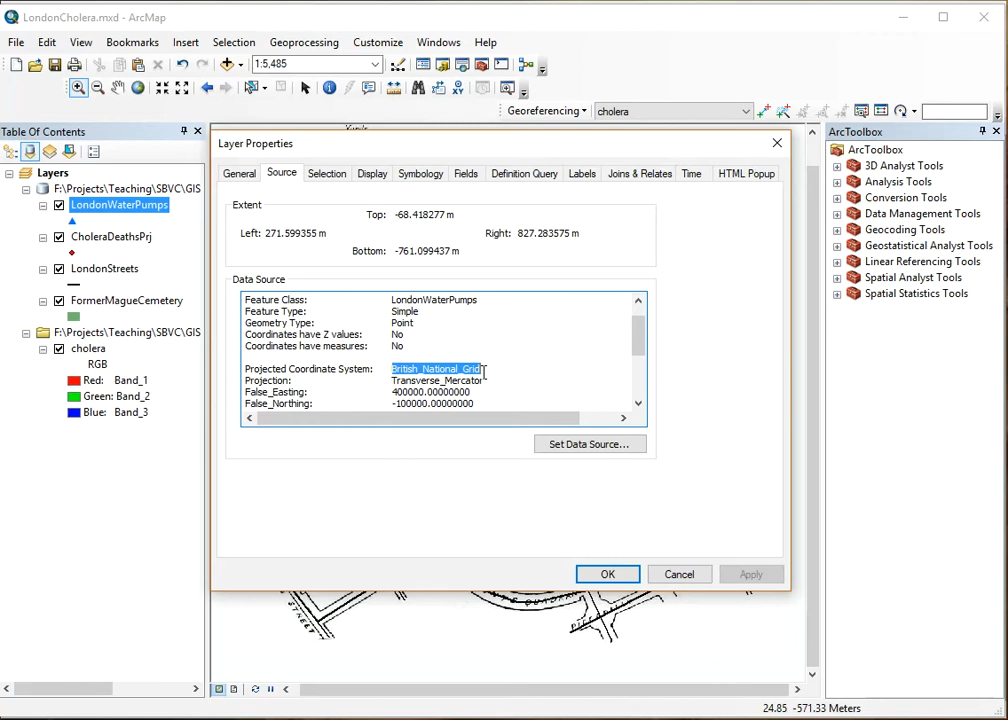 LondonCholera.mxd - ArcMap
File Edit View Bookmarks Insert Selection Geoprocessing Customize Windows Help
1:5,485
Georeferencing cholera
Table Of Contents
Layers
F:\Projects\Teaching\SBVC\GIS
LondonWaterPumps
CholeraDeathsPrj
LondonStreets
FormerMagueCemetery
F:\Projects\Teaching\SBVC\GIS
cholera
RGB
Red: Band_1
Green: Band_2
Blue: Band_3
Layer Properties
General Source Selection Display Symbology Fields Definition Query Labels Joins & Relates Time HTML Popup
Extent
Top: -68.418277 m
Left: 271.599355 m Right: 827.283575 m
Bottom: -761.099437 m
Data Source
Feature Class: LondonWaterPumps
Feature Type: Simple
Geometry Type: Point
Coordinates have Z values: No
Coordinates have measures: No
Projected Coordinate System: British_National_Grid
Projection: Transverse_Mercator
False_Easting: 400000.00000000
False_Northing: -100000.00000000
Set Data Source...
OK Cancel Apply
STREET
QUADRA
ArcToolbox
ArcToolbox
3D Analyst Tools
Analysis Tools
Conversion Tools
Data Management Tools
Geocoding Tools
Geostatistical Analyst Tools
Linear Referencing Tools
Spatial Analyst Tools
Spatial Statistics Tools
24.85 -571.33 Meters